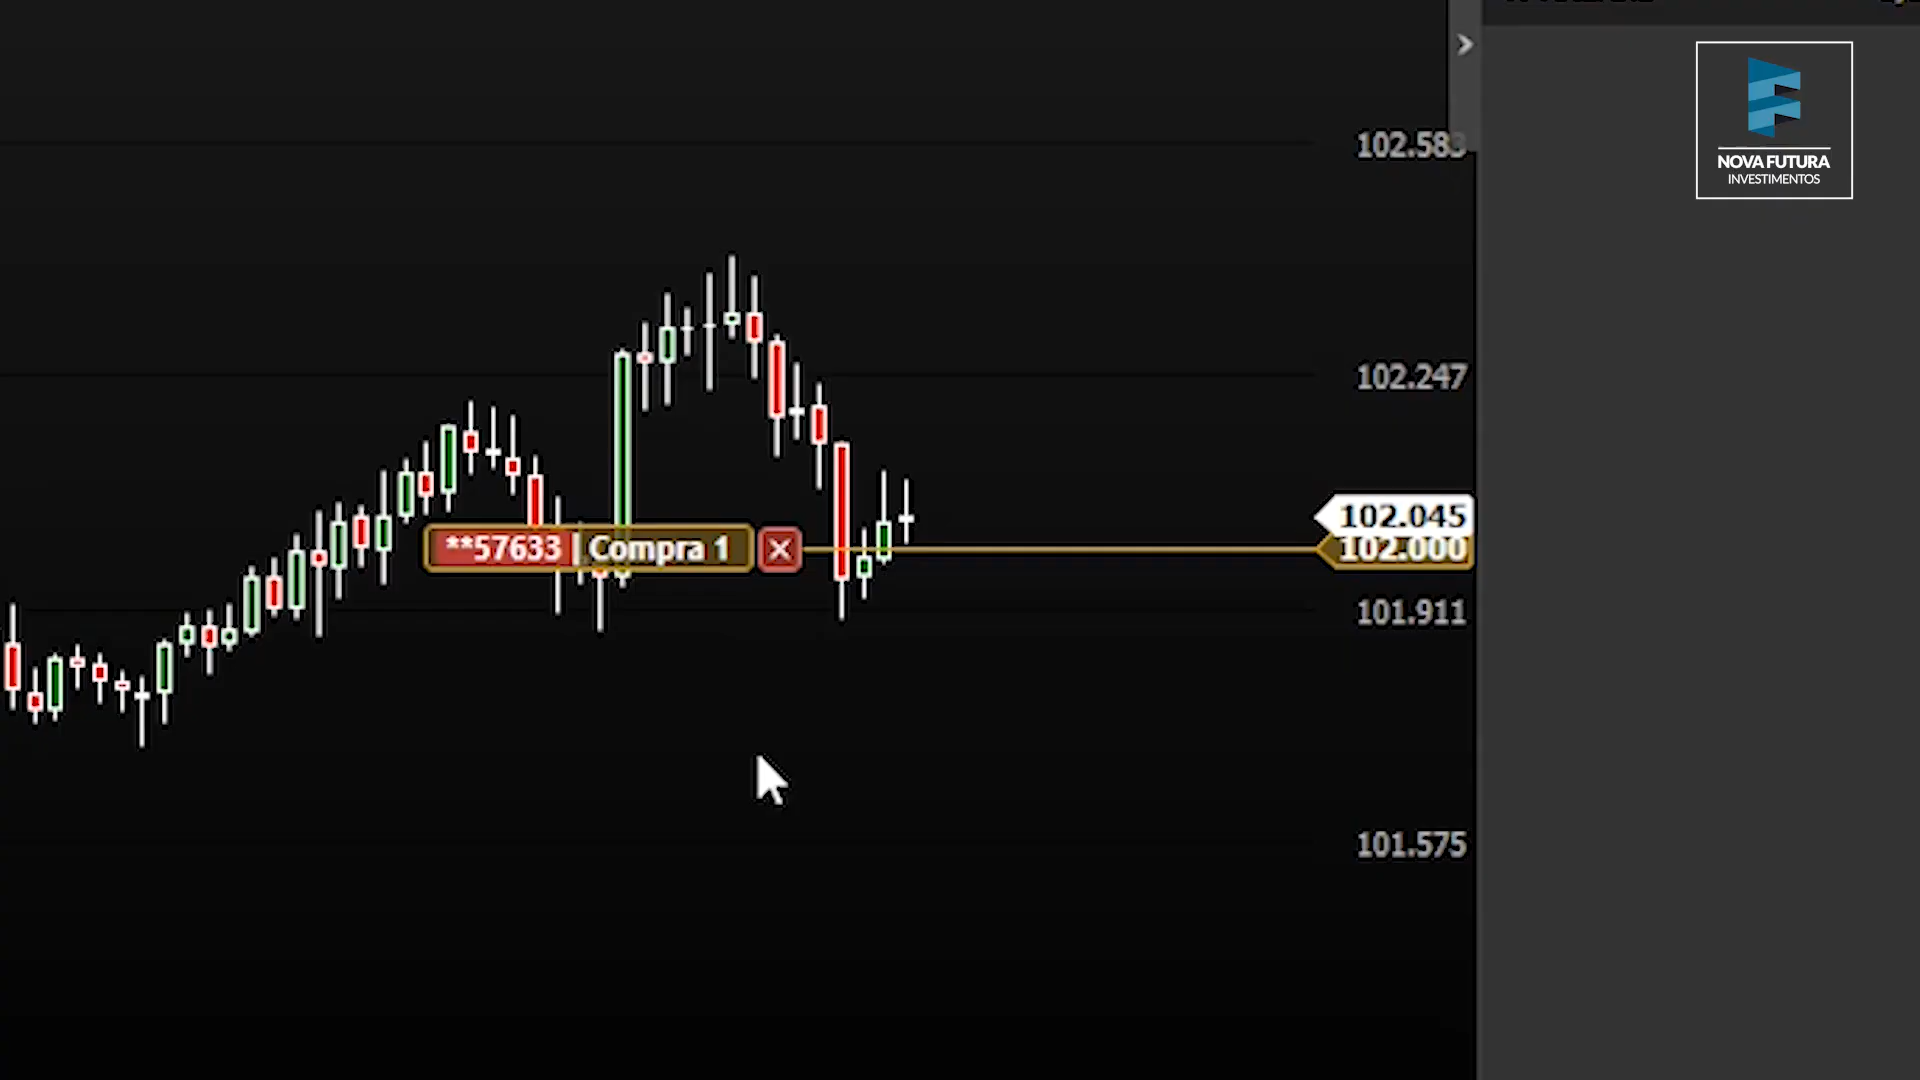 102.583
NOVA FUTURA
INVESTIMENTOS
102.247
102.045
**57633 | Compra 1
102.000
101.911
101.575